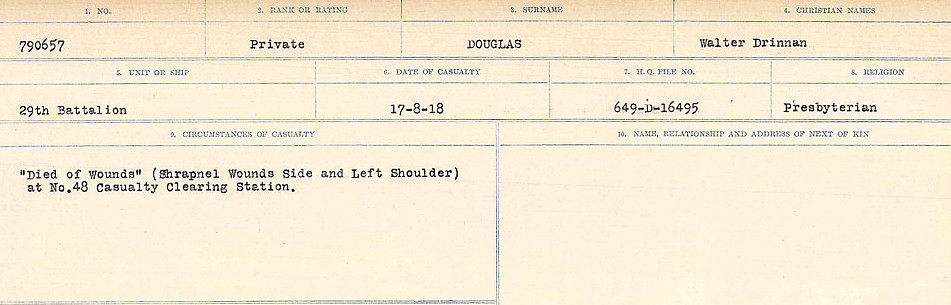 1. NO. 2. RANK OR RATING 3. SURNAME 4. CHRISTIAN NAMES
790657 Private DOUGLAS Walter Drinnan
5. UNIT OR SHIP 6. DATE OF CASUALTY 7. H. Q. FILE NO. 8. RELIGION
29th Battalion 17-8-18 649-D-16495 Presbyterian
9. CIRCUMSTANCES OF CASUALTY 10. NAME, RELATIONSHIP AND ADDRESS OF NEXT OF KIN
"Died of Wounds" (Shrapnel Wounds Side and Left Shoulder)
at No.48 Casualty Clearing Station.